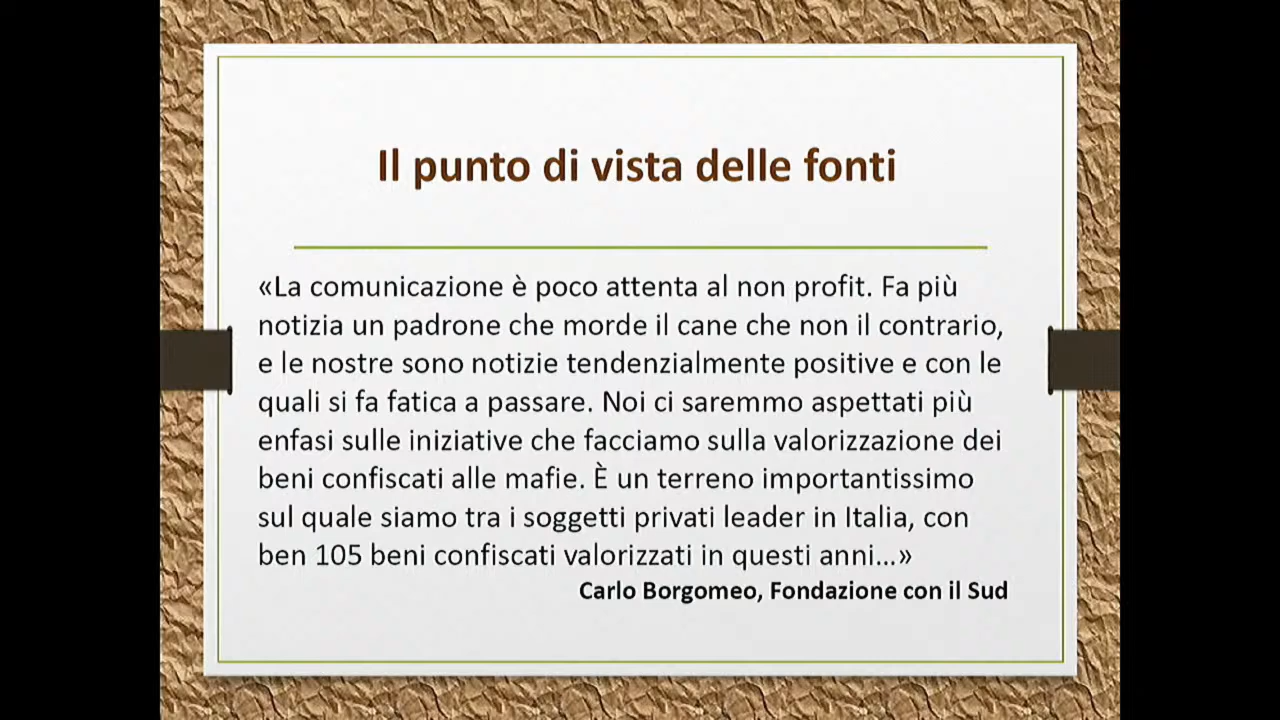 Il punto di vista delle fonti
«La comunicazione è poco attenta al non profit. Fa più
notizia un padrone che morde il cane che non il contrario,
e le nostre sono notizie tendenzialmente positive e con le
quali si fa fatica a passare. Noi ci saremmo aspettati più
enfasi sulle iniziative che facciamo sulla valorizzazione dei
beni confiscati alle mafie. È un terreno importantissimo
sul quale siamo tra i soggetti privati leader in Italia, con
ben 105 beni confiscati valorizzati in questi anni…»
Carlo Borgomeo, Fondazione con il Sud